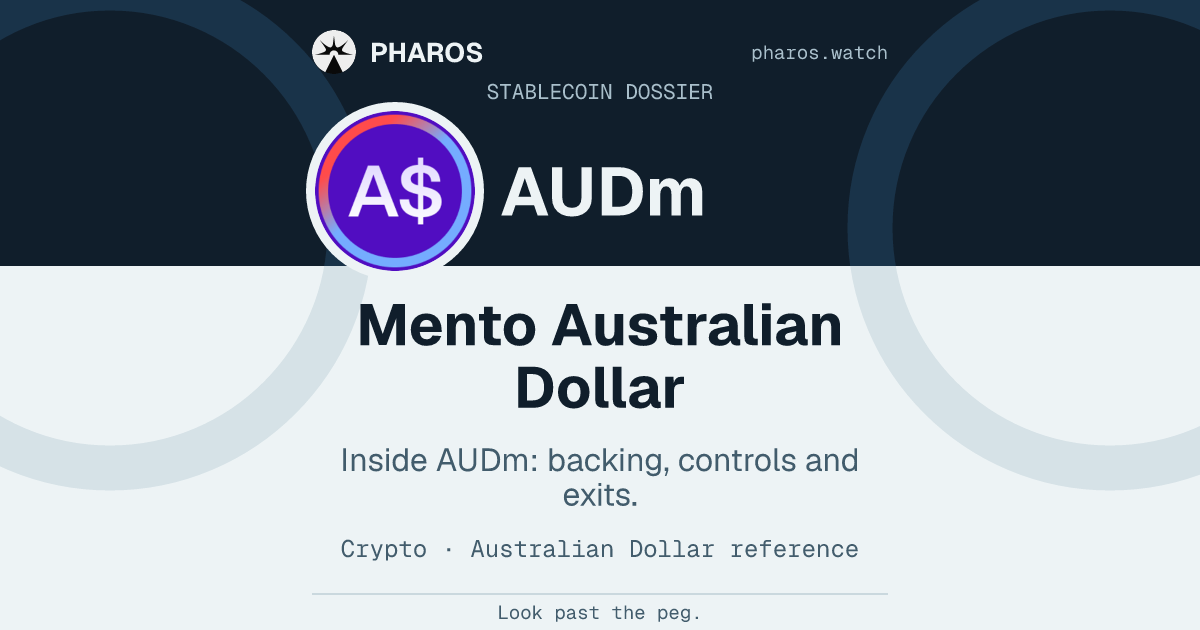 PHAROS
pharos.watch
STABLECOIN DOSSIER
A$
AUDm
Mento Australian
Dollar
Inside AUDm: backing, controls and
exits.
Crypto · Australian Dollar reference
Look past the peg.